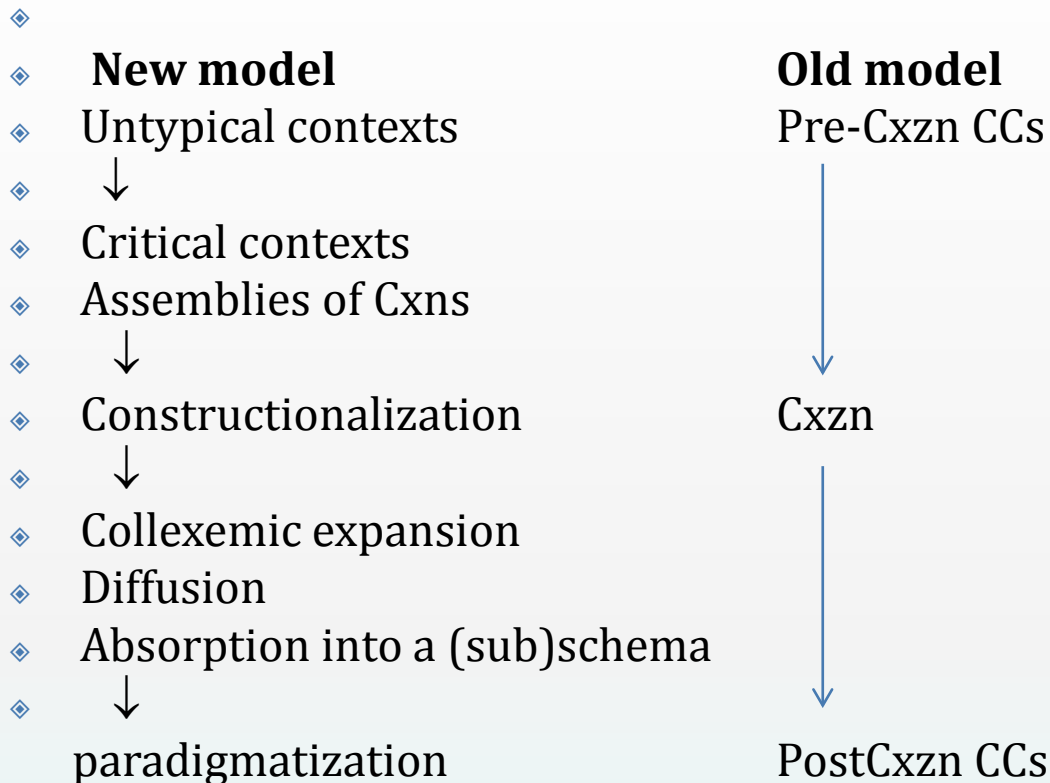 New model Old model
Untypical contexts Pre-Cxzn CCs
↓
Critical contexts
Assemblies of Cxns
↓
Constructionalization Cxzn
↓
Collexemic expansion
Diffusion
Absorption into a (sub)schema
↓
paradigmatization PostCxzn CCs